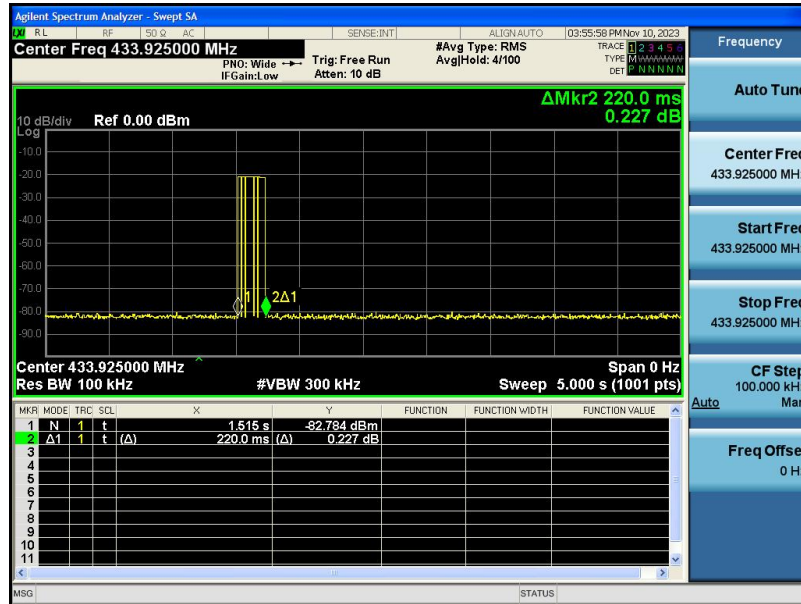 Agilent Spectrum Analyzer - Swept SA
LXI RL RF 50 Ω AC SENSE:INT ALIGN AUTO 03:55:58 PM Nov 10, 2023
Center Freq 433.925000 MHz
PNO: Wide
IFGain:Low
Trig: Free Run
Atten: 10 dB
#Avg Type: RMS
Avg|Hold: 4/100
TRACE 1 2 3 4 5 6
TYPE M WWWWW
DET P N N N N N
ΔMkr2 220.0 ms
0.227 dB
10 dB/div Ref 0.00 dBm
Log
-10.0
-20.0
-30.0
-40.0
-50.0
-60.0
-70.0
-80.0
-90.0
1 2Δ1
Center 433.925000 MHz Span 0 Hz
Res BW 100 kHz #VBW 300 kHz Sweep 5.000 s (1001 pts)
MKR MODE TRC SCL X Y FUNCTION FUNCTION WIDTH FUNCTION VALUE
1 N 1 t 1.515 s -82.784 dBm
2 Δ1 1 t (Δ) 220.0 ms (Δ) 0.227 dB
3
4
5
6
7
8
9
10
11
MSG STATUS
Frequency
Auto Tune
Center Freq
433.925000 MH
Start Freq
433.925000 MH
Stop Freq
433.925000 MH
CF Step
100.000 kH
Auto Man
Freq Offse
0 H